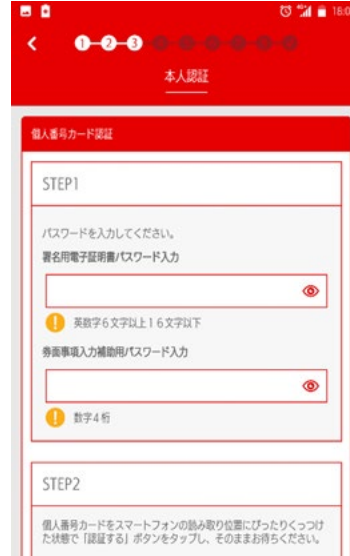 18:0
1 2 3
本人認証
個人番号カード認証
STEP1
パスワードを入力してください。
署名用電子証明書パスワード入力
英数字6文字以上16文字以下
券面事項入力補助用パスワード入力
数字4桁
STEP2
個人番号カードをスマートフォンの読み取り位置にぴったりくっつけ
た状態で「認証する」ボタンをタップし、そのままお待ちください。